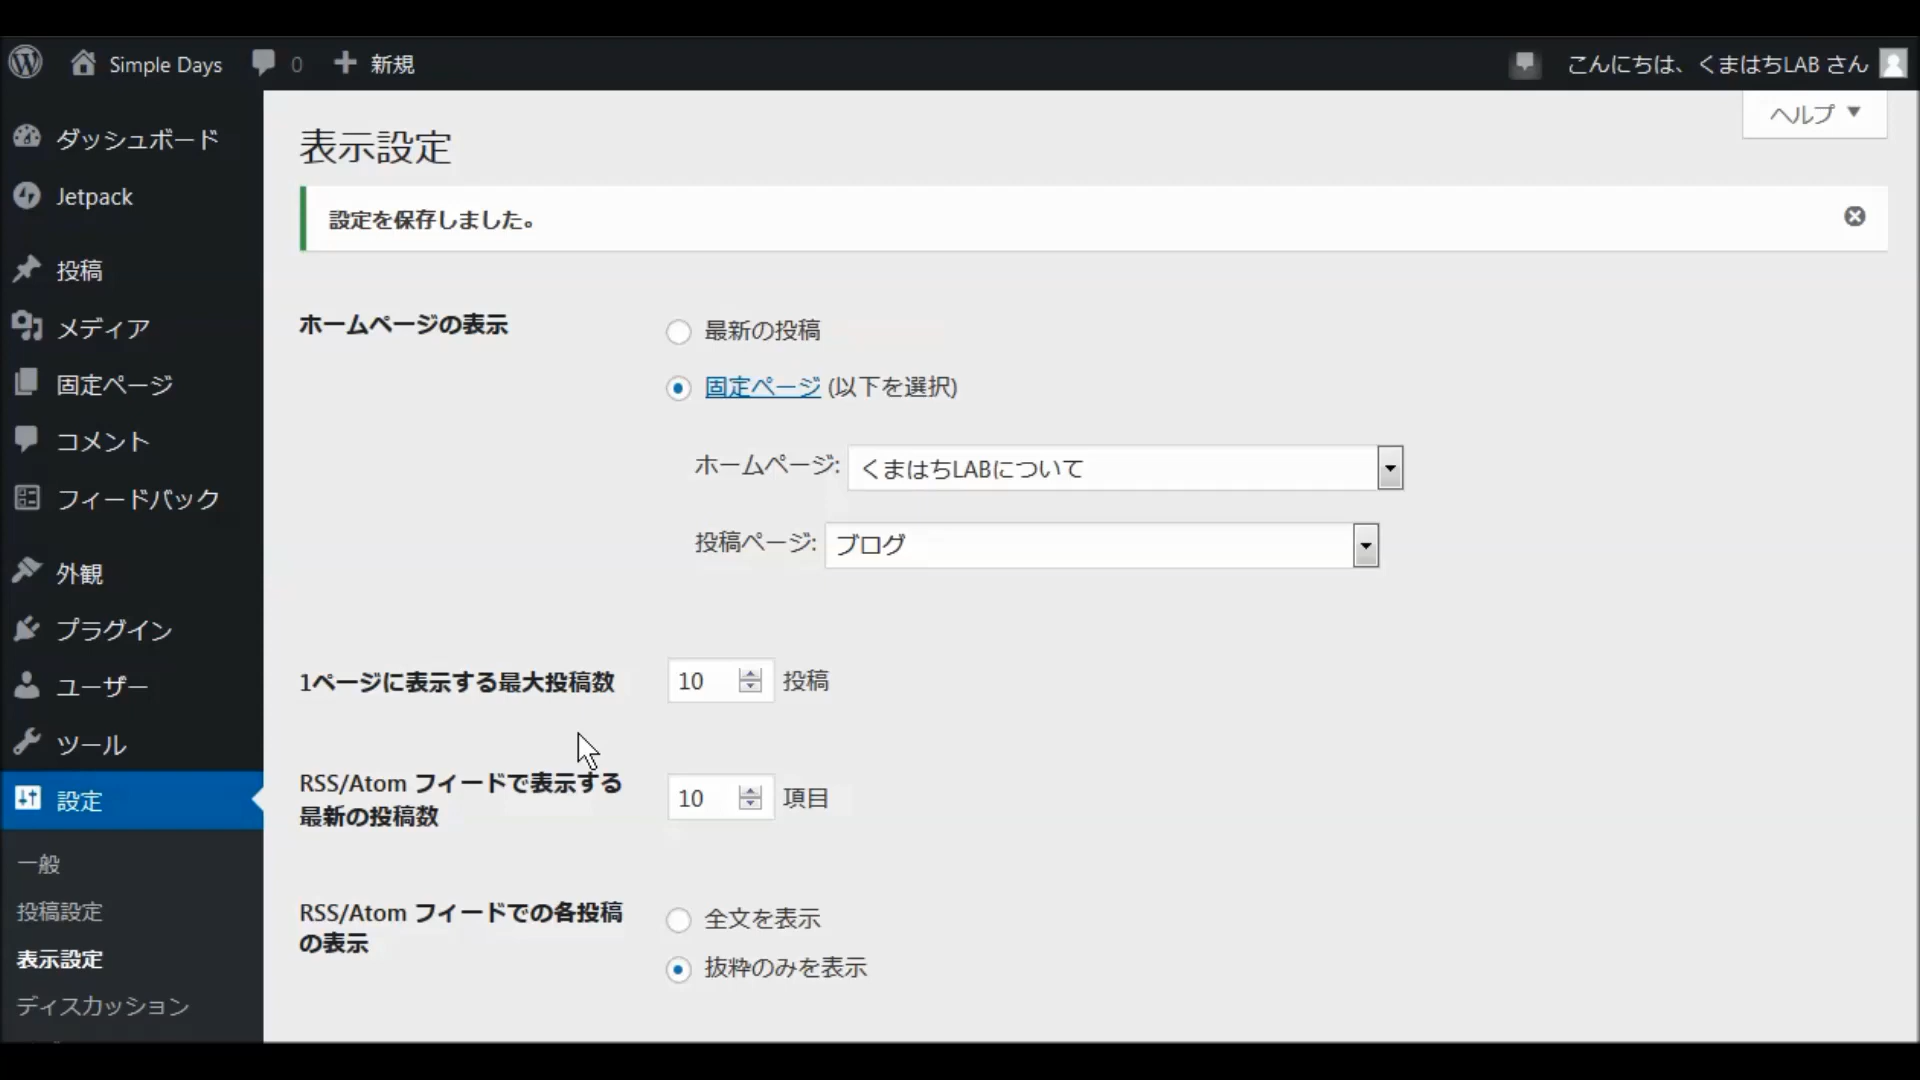 Simple Days 0 新規 こんにちは、くまはちLAB さん
ヘルプ
ダッシュボード
Jetpack
投稿
メディア
固定ページ
コメント
フィードバック
外観
プラグイン
ユーザー
ツール
設定
一般
投稿設定
表示設定
ディスカッション
表示設定
設定を保存しました。
ホームページの表示
最新の投稿
固定ページ (以下を選択)
ホームページ: くまはちLABについて
投稿ページ: ブログ
1ページに表示する最大投稿数 10 投稿
RSS/Atom フィードで表示する
最新の投稿数
10 項目
RSS/Atom フィードでの各投稿
の表示
全文を表示
抜粋のみを表示